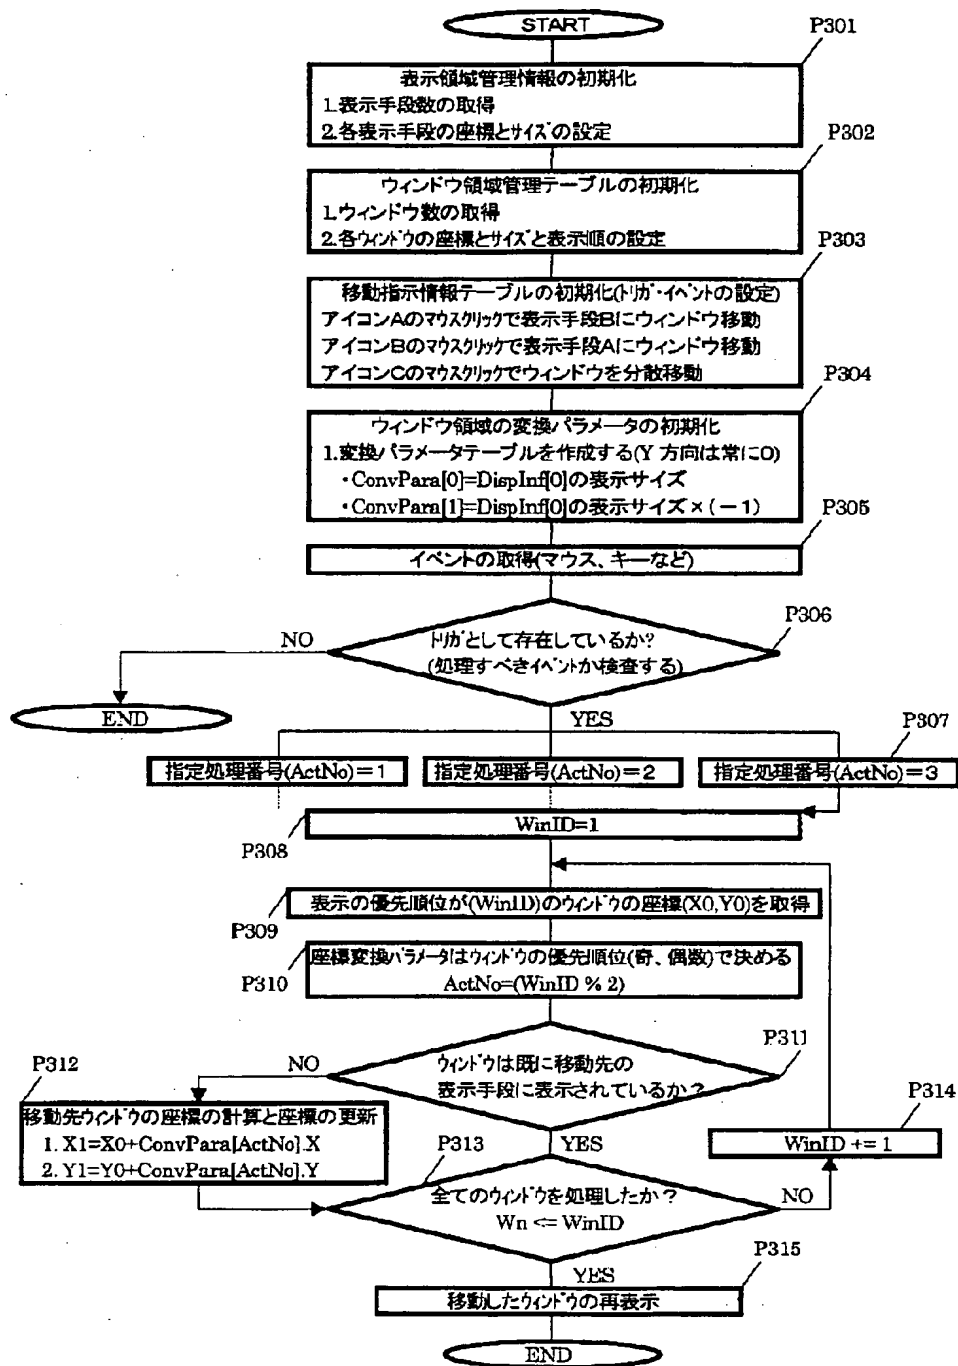 START
P301
表示領域管理情報の初期化
1.表示手段数の取得
2.各表示手段の座標とサイズの設定
P302
ウィンドウ領域管理テーブルの初期化
1.ウィンドウ数の取得
2.各ウィンドウの座標とサイズと表示順の設定
P303
移動指示情報テーブルの初期化(トリガ・イベントの設定)
アイコンAのマウスクリックで表示手段Bにウィンドウ移動
アイコンBのマウスクリックで表示手段Aにウィンドウ移動
アイコンCのマウスクリックでウィンドウを分散移動
P304
ウィンドウ領域の変換パラメータの初期化
1.変換パラメータテーブルを作成する(Y 方向は常に0)
・ConvPara[0]=DispInf[0]の表示サイズ
・ConvPara[1]=DispInf[0]の表示サイズ×(−1)
P305
イベントの取得(マウス、キーなど)
P306
トリガとして存在しているか?
(処理すべきイベントか検査する)
NO
END
YES
P307
指定処理番号(ActNo)=1
指定処理番号(ActNo)=2
指定処理番号(ActNo)=3
WinID=1
P308
表示の優先順位が(WinID)のウィンドウの座標(X0,Y0)を取得
P309
座標変換パラメータはウィンドウの優先順位(奇、偶数)で決める
ActNo=(WinID % 2)
P310
P311
ウィンドウは既に移動先の
表示手段に表示されているか?
NO
YES
P312
移動先ウィンドウの座標の計算と座標の更新
1. X1=X0+ConvPara[ActNo].X
2. Y1=Y0+ConvPara[ActNo].Y
P313
全てのウィンドウを処理したか?
Wn <= WinID
NO
P314
WinID += 1
YES
P315
移動したウィンドウの再表示
END